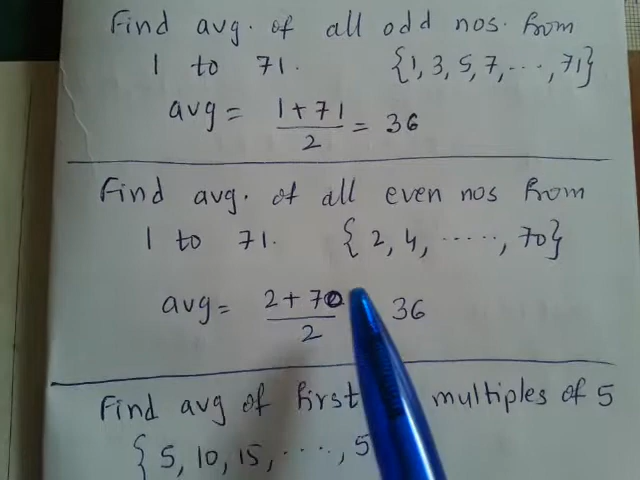 Find avg. of all odd nos. from
1 to 71. {1, 3, 5, 7, ..., 71}
avg = 1+71 / 2 = 36
Find avg. of all even nos from
1 to 71. { 2, 4, ....., 70}
avg = 2+70 / 2 36
Find avg of first multiples of 5
{ 5, 10, 15, ...., 5